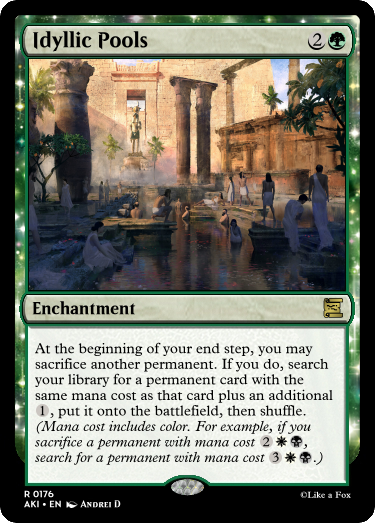 Idyllic Pools 2
Enchantment
At the beginning of your end step, you may
sacrifice another permanent. If you do, search
your library for a permanent card with the
same mana cost as that card plus an additional
1, put it onto the battlefield, then shuffle.
(Mana cost includes color. For example, if you
sacrifice a permanent with mana cost 2,
search for a permanent mana cost 3.)
R 0176
AKI • EN Andrei D
©Like a Fox